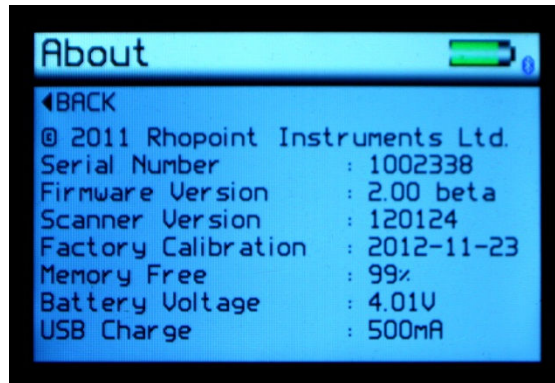 About
◀BACK
© 2011 Rhopoint Instruments Ltd.
Serial Number : 1002338
Firmware Version : 2.00 beta
Scanner Version : 120124
Factory Calibration : 2012-11-23
Memory Free : 99%
Battery Voltage : 4.01V
USB Charge : 500mA